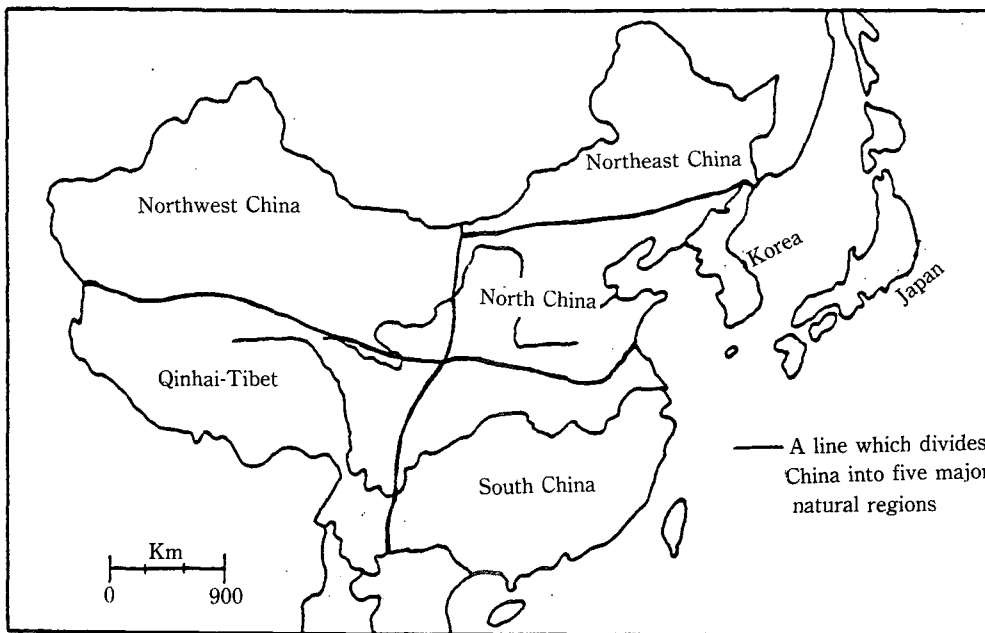 Northeast China
Northwest China
Korea
North China
Japan
Qinhai-Tibet
A line which divides
China into five major
natural regions
South China
Km
0 900